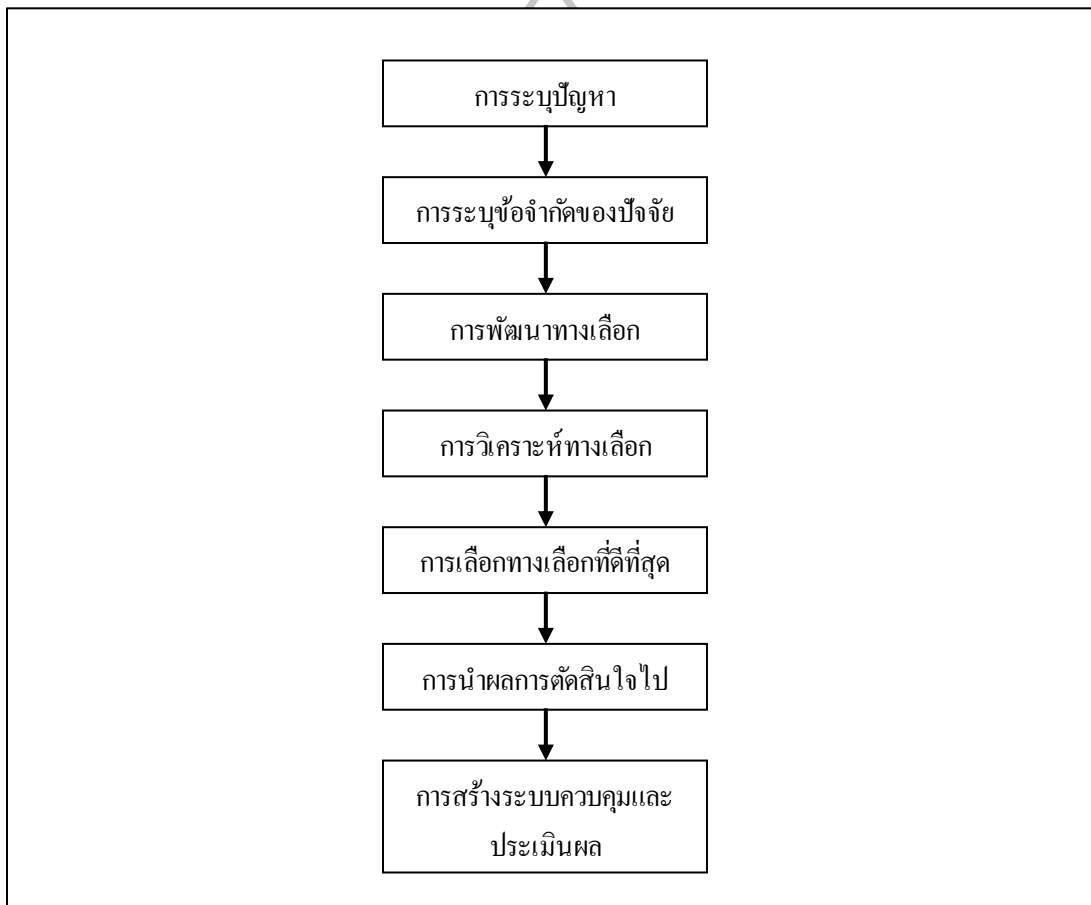 การระบุปัญหา
การระบุข้อจำกัดของปัจจัย
การพัฒนาทางเลือก
การวิเคราะห์ทางเลือก
การเลือกทางเลือกที่ดีที่สุด
การนำผลการตัดสินใจไป
การสร้างระบบควบคุมและ
ประเมินผล